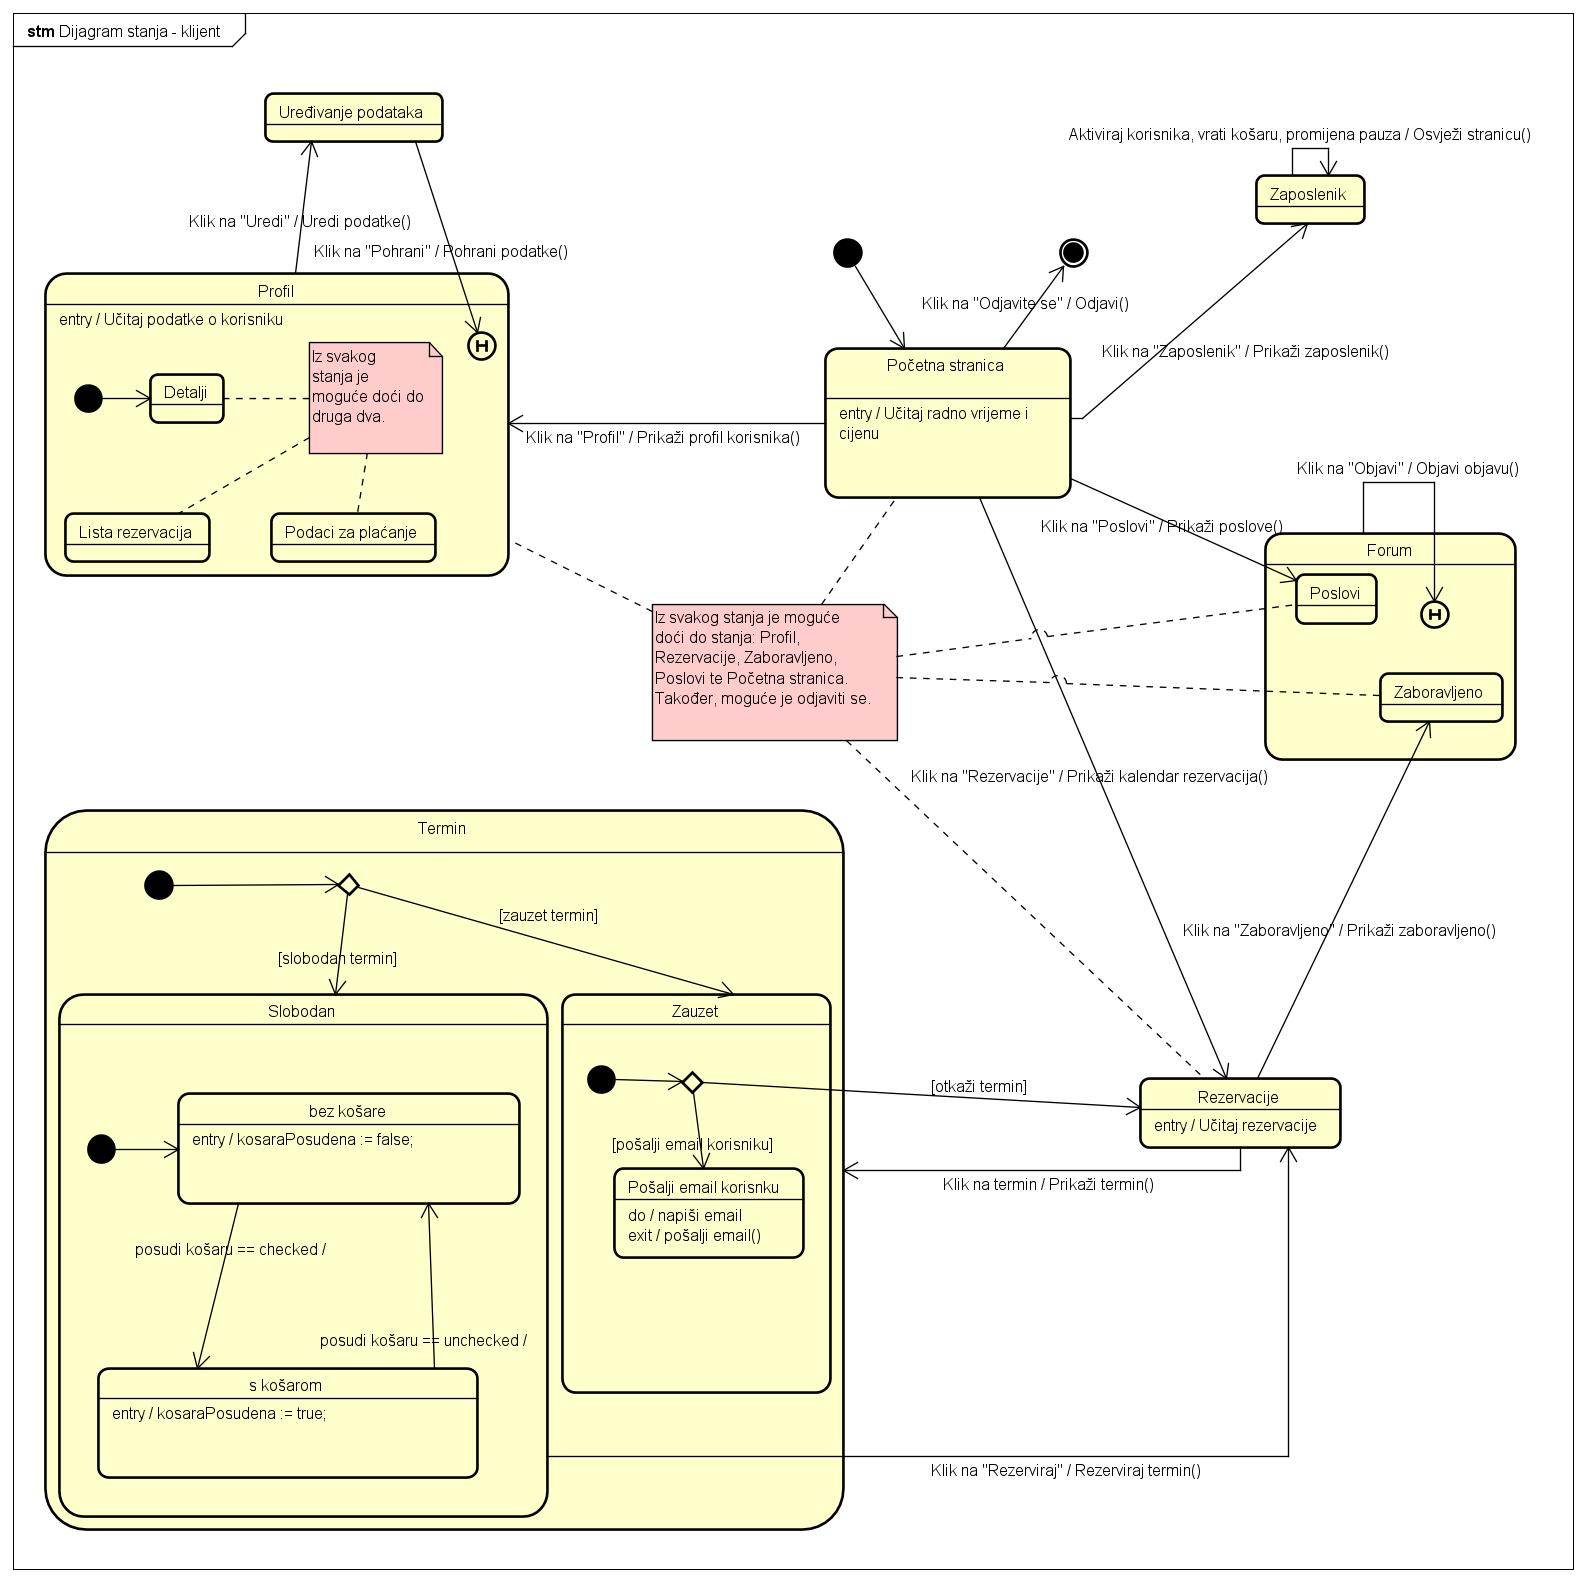 stm Dijagram stanja - klijent
Uređivanje podataka
Aktiviraj korisnika, vrati košaru, promijena pauza / Osvježi stranicu()
Zaposlenik
Klik na "Uredi" / Uredi podatke()
Klik na "Pohrani" / Pohrani podatke()
Profil
entry / Učitaj podatke o korisniku
Iz svakog
stanja je
moguće doći do
druga dva.
Detalji
Lista rezervacija
Podaci za plaćanje
Klik na "Odjavite se" / Odjavi()
Klik na "Zaposlenik" / Prikaži zaposlenik()
Početna stranica
entry / Učitaj radno vrijeme i
cijenu
Klik na "Profil" / Prikaži profil korisnika()
Klik na "Objavi" / Objavi objavu()
Klik na "Poslovi" / Prikaži poslove()
Forum
Poslovi
Zaboravljeno
Iz svakog stanja je moguće
doći do stanja: Profil,
Rezervacije, Zaboravljeno,
Poslovi te Početna stranica.
Također, moguće je odjaviti se.
Klik na "Rezervacije" / Prikaži kalendar rezervacija()
Klik na "Zaboravljeno" / Prikaži zaboravljeno()
Termin
[zauzet termin]
[slobodan termin]
Slobodan
bez košare
entry / kosaraPosudena := false;
posudi košaru == checked /
posudi košaru == unchecked /
s košarom
entry / kosaraPosudena := true;
Zauzet
[otkaži termin]
[pošalji email korisniku]
Pošalji email korisnku
do / napiši email
exit / pošalji email()
Rezervacije
entry / Učitaj rezervacije
Klik na termin / Prikaži termin()
Klik na "Rezerviraj" / Rezerviraj termin()